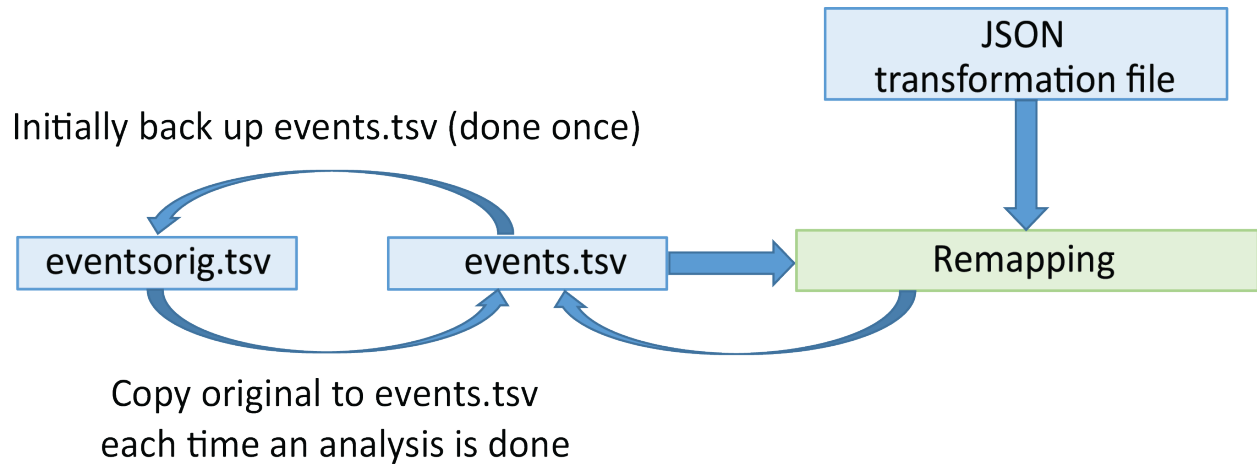 JSON
transformation file
Initially back up events.tsv (done once)
eventsorig.tsv
events.tsv
Remapping
Copy original to events.tsv
each time an analysis is done